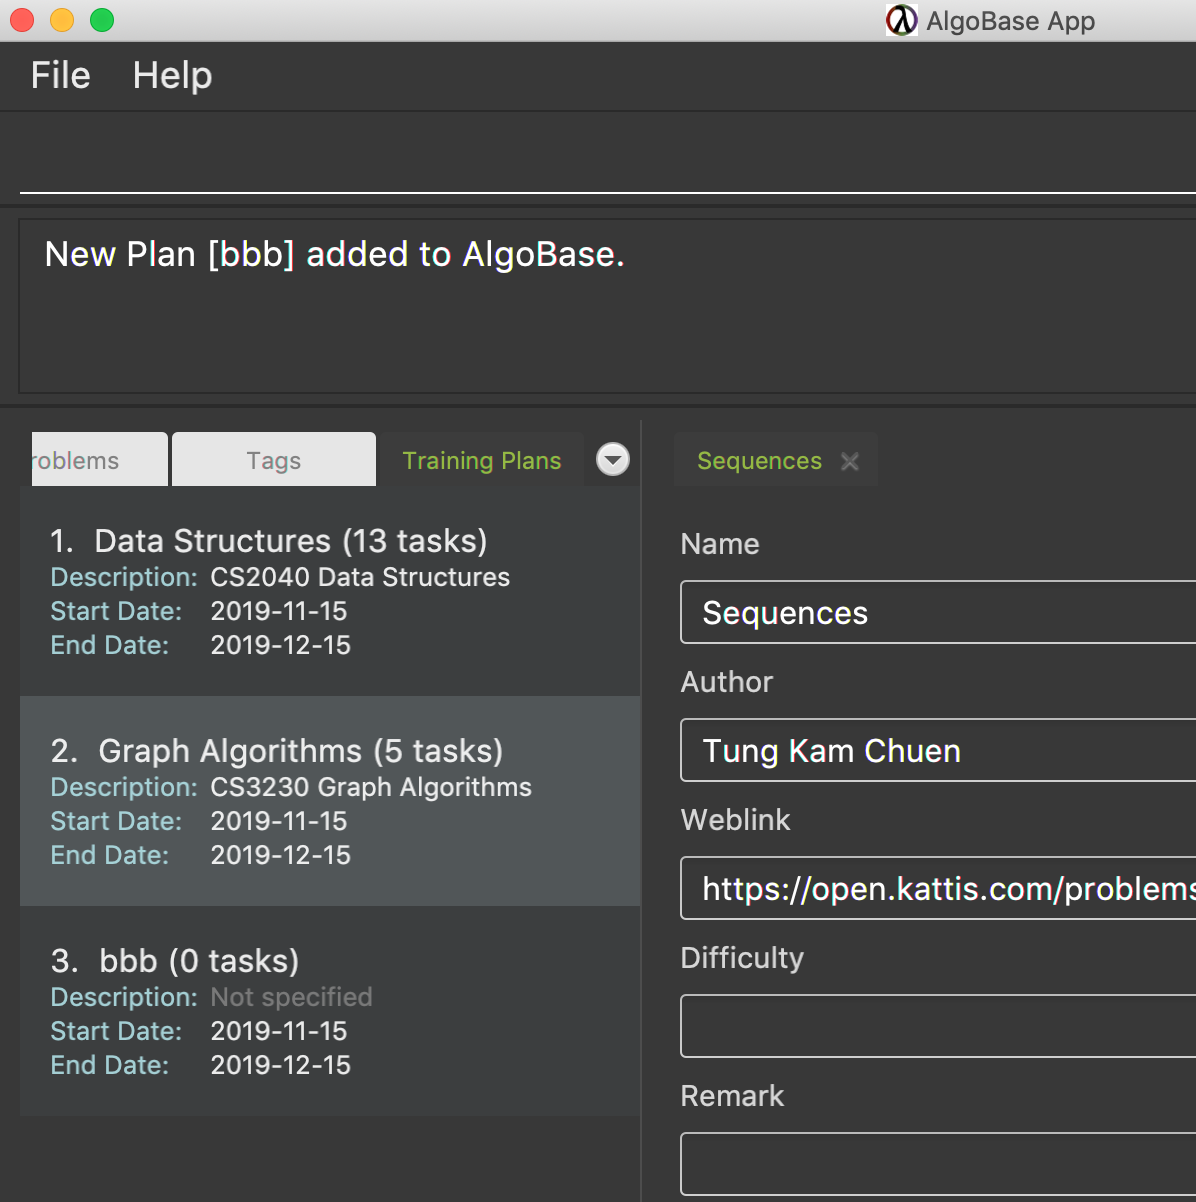 AlgoBase App
File Help
New Plan [bbb] added to AlgoBase.
roblems Tags Training Plans
1. Data Structures (13 tasks)
Description: CS2040 Data Structures
Start Date: 2019-11-15
End Date: 2019-12-15
2. Graph Algorithms (5 tasks)
Description: CS3230 Graph Algorithms
Start Date: 2019-11-15
End Date: 2019-12-15
3. bbb (0 tasks)
Description: Not specified
Start Date: 2019-11-15
End Date: 2019-12-15
Sequences
Name
Sequences
Author
Tung Kam Chuen
Weblink
https://open.kattis.com/problems
Difficulty
Remark